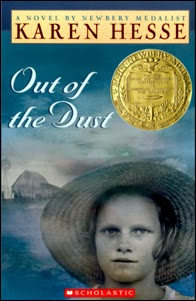 A NOVEL BY NEWBERY MEDALIST
KAREN HESSE
Out of
the Dust
SCHOLASTIC